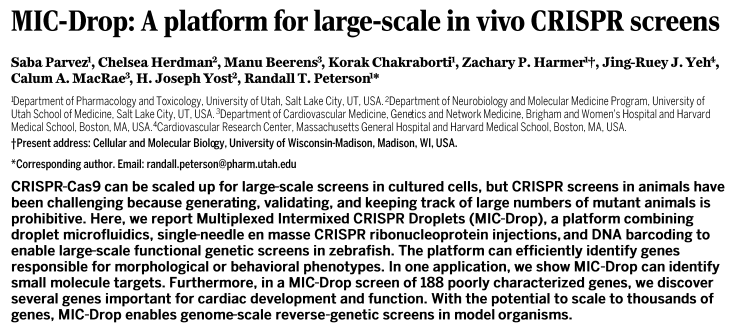 MIC-Drop: A platform for large-scale in vivo CRISPR screens
Saba Parvez¹, Chelsea Herdman², Manu Beerens³, Korak Chakraborti¹, Zachary P. Harmer¹†, Jing-Ruey J. Yeh⁴,
Calum A. MacRae³, H. Joseph Yost², Randall T. Peterson¹*
¹Department of Pharmacology and Toxicology, University of Utah, Salt Lake City, UT, USA. ²Department of Neurobiology and Molecular Medicine Program, University of
Utah School of Medicine, Salt Lake City, UT, USA. ³Department of Cardiovascular Medicine, Genetics and Network Medicine, Brigham and Women's Hospital and Harvard
Medical School, Boston, MA, USA. ⁴Cardiovascular Research Center, Massachusetts General Hospital and Harvard Medical School, Boston, MA, USA.
†Present address: Cellular and Molecular Biology, University of Wisconsin-Madison, Madison, WI, USA.
*Corresponding author. Email: randall.peterson@pharm.utah.edu
CRISPR-Cas9 can be scaled up for large-scale screens in cultured cells, but CRISPR screens in animals have
been challenging because generating, validating, and keeping track of large numbers of mutant animals is
prohibitive. Here, we report Multiplexed Intermixed CRISPR Droplets (MIC-Drop), a platform combining
droplet microfluidics, single-needle en masse CRISPR ribonucleoprotein injections, and DNA barcoding to
enable large-scale functional genetic screens in zebrafish. The platform can efficiently identify genes
responsible for morphological or behavioral phenotypes. In one application, we show MIC-Drop can identify
small molecule targets. Furthermore, in a MIC-Drop screen of 188 poorly characterized genes, we discover
several genes important for cardiac development and function. With the potential to scale to thousands of
genes, MIC-Drop enables genome-scale reverse-genetic screens in model organisms.